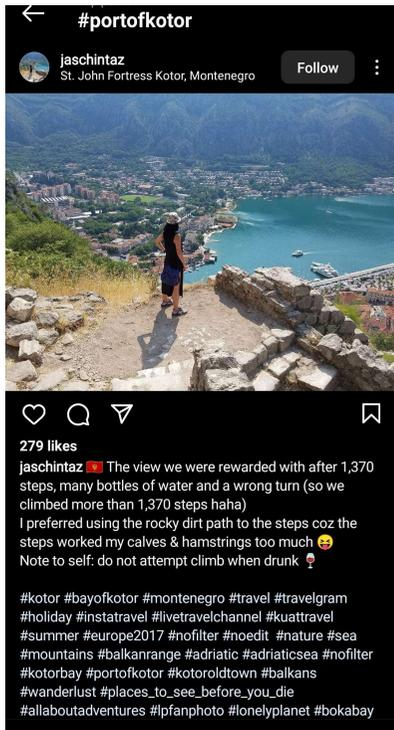 #portofkotor
jaschintaz
St. John Fortress Kotor, Montenegro
Follow
279 likes
jaschintaz 🇲🇪 The view we were rewarded with after 1,370
steps, many bottles of water and a wrong turn (so we
climbed more than 1,370 steps haha)
I preferred using the rocky dirt path to the steps coz the
steps worked my calves & hamstrings too much 😝
Note to self: do not attempt climb when drunk 🍷
#kotor #bayofkotor #montenegro #travel #travelgram
#holiday #instatravel #livetravelchannel #kuattravel
#summer #europe2017 #nofilter #noedit #nature #sea
#mountains #balkanrange #adriatic #adriaticsea #nofilter
#kotorbay #portofkotor #kotoroldtown #balkans
#wanderlust #places_to_see_before_you_die
#allaboutadventures #lpfanphoto #lonelyplanet #bokabay